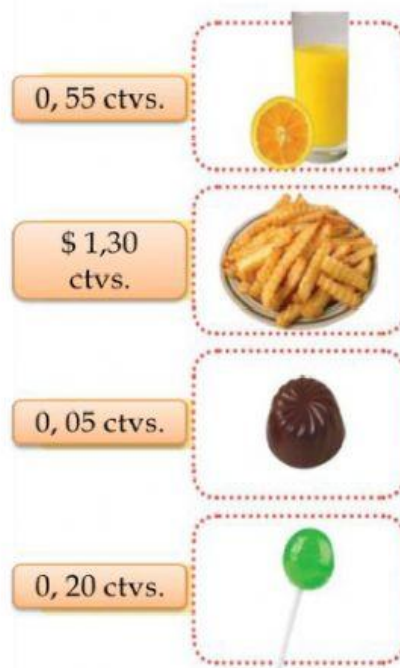 0, 55 ctvs.
$ 1,30
ctvs.
0, 05 ctvs.
0, 20 ctvs.